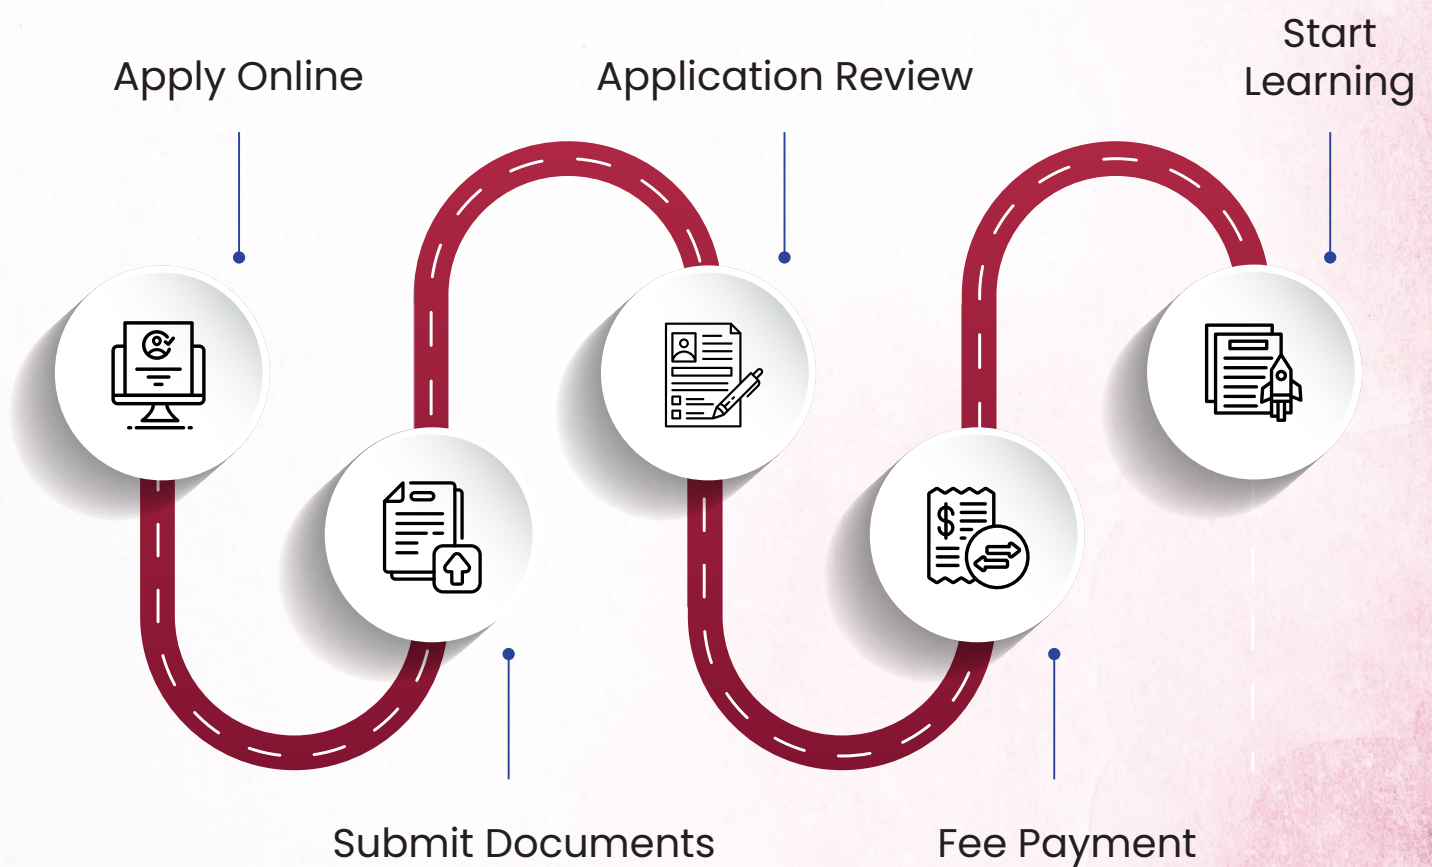 Apply Online
Submit Documents
Application Review
Fee Payment
Start
Learning
$